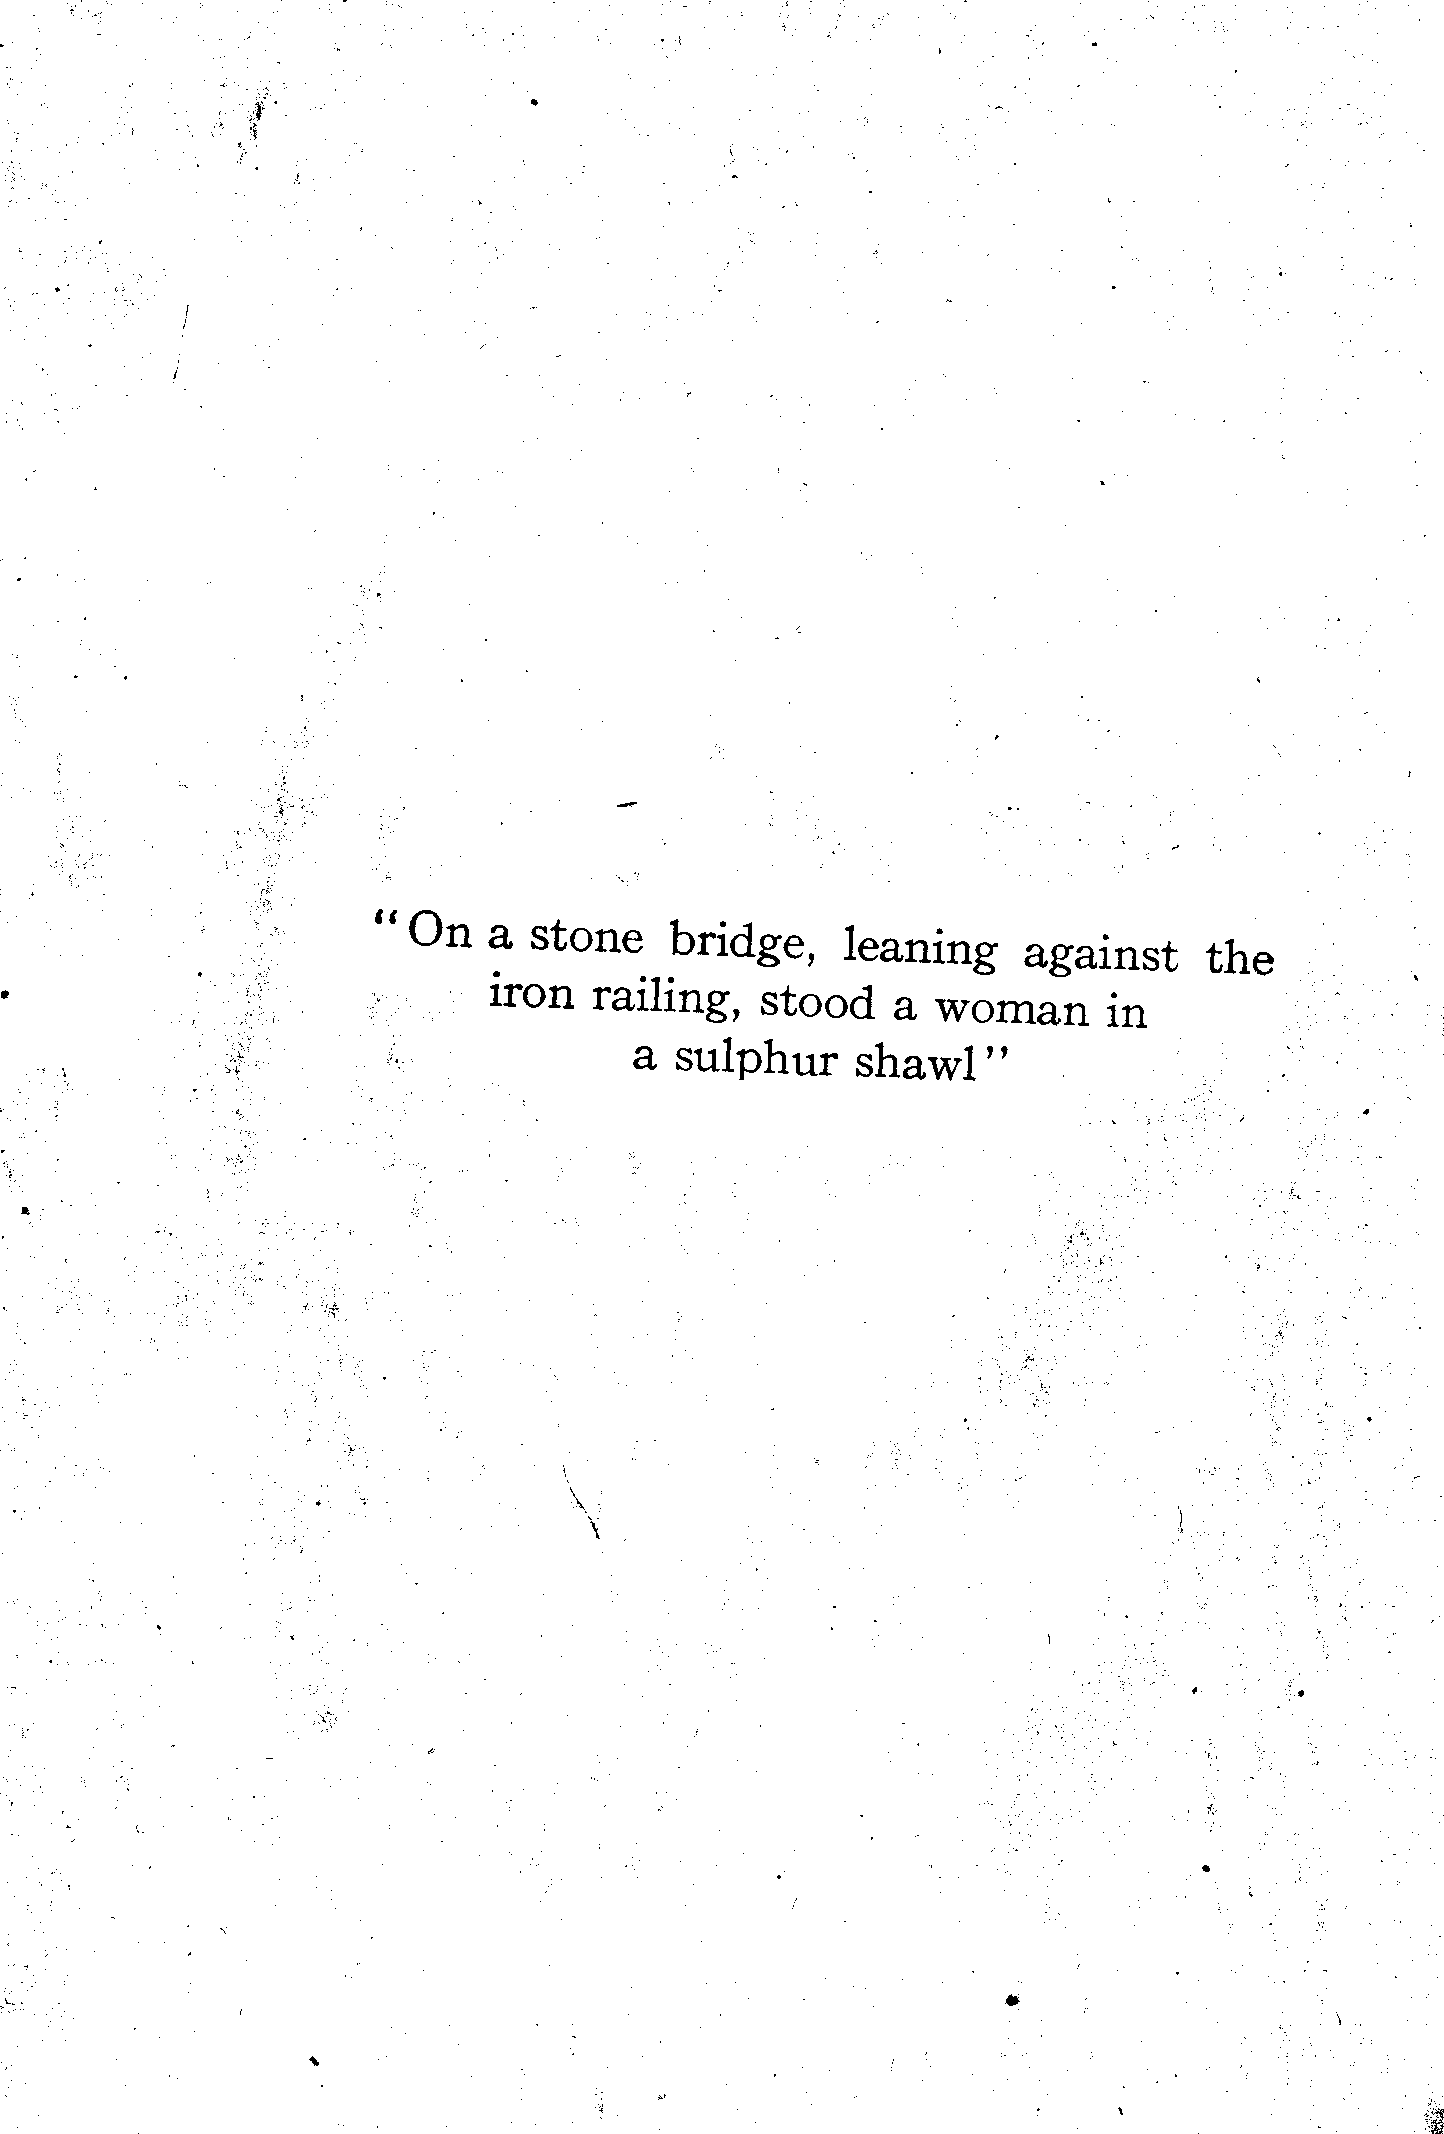 “On a stone bridge, leaning against the
iron railing, stood a woman in
a sulphur shawl”